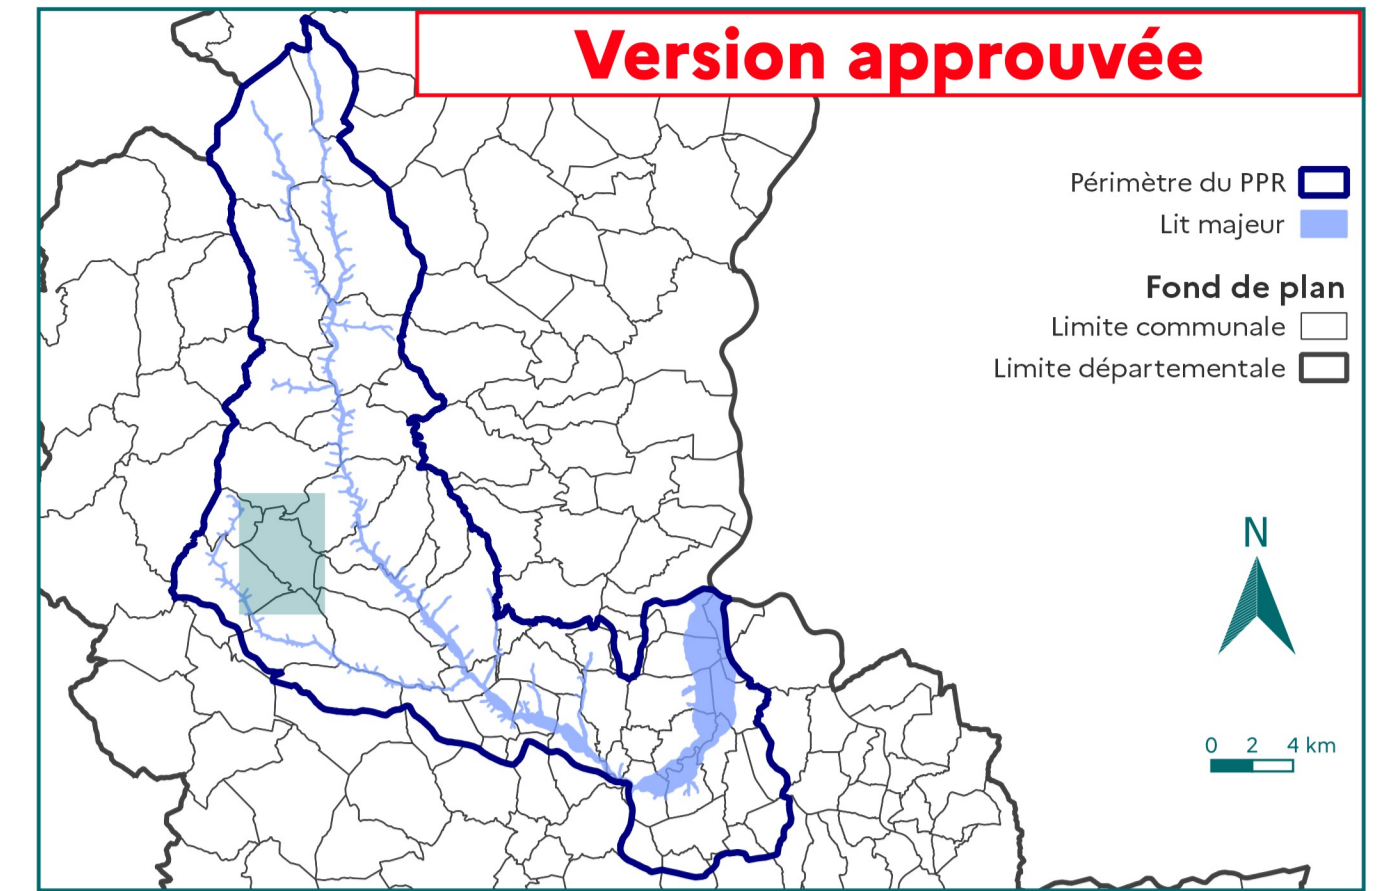 Version approuvée
Périmètre du PPR
Lit majeur
Fond de plan
Limite communale
Limite départementale
N
0 2 4 km